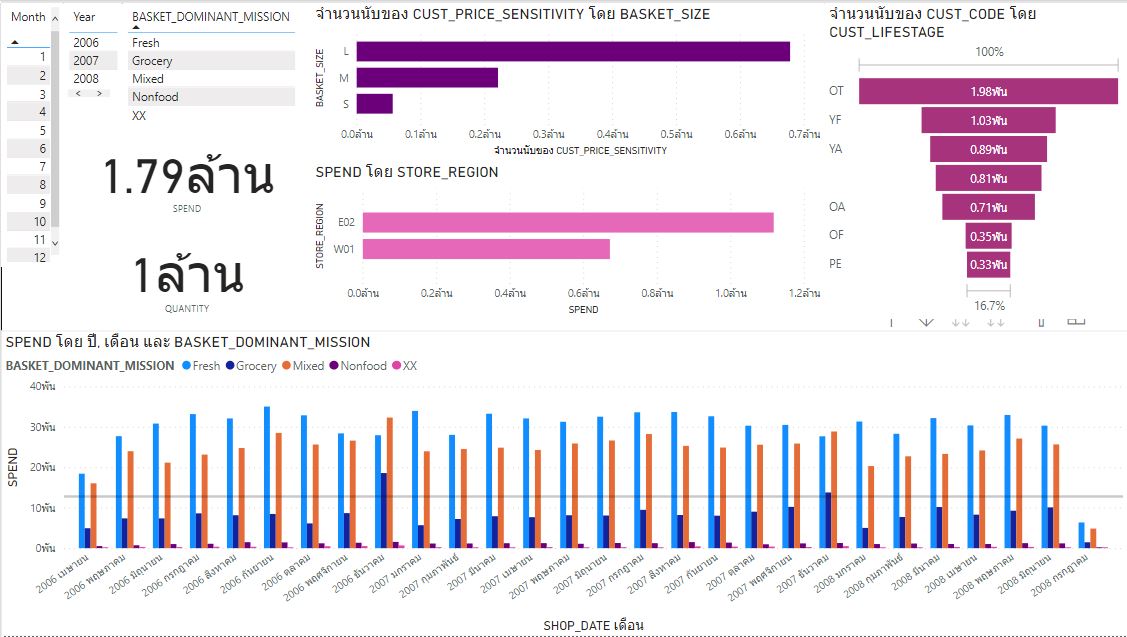 Month
1
2
3
4
5
6
7
8
9
10
11
12
Year
2006
2007
2008
BASKET_DOMINANT_MISSION
Fresh
Grocery
Mixed
Nonfood
XX
1.79ล้าน
SPEND
1ล้าน
QUANTITY
จำนวนนับของ CUST_PRICE_SENSITIVITY โดย BASKET_SIZE
BASKET_SIZE
L
M
S
0.0ล้าน 0.1ล้าน 0.2ล้าน 0.3ล้าน 0.4ล้าน 0.5ล้าน 0.6ล้าน 0.7ล้าน
จำนวนนับของ CUST_PRICE_SENSITIVITY
SPEND โดย STORE_REGION
STORE_REGION
E02
W01
0.0ล้าน 0.2ล้าน 0.4ล้าน 0.6ล้าน 0.8ล้าน 1.0ล้าน 1.2ล้าน
SPEND
จำนวนนับของ CUST_CODE โดย
CUST_LIFESTAGE
100%
OT 1.98พัน
YF 1.03พัน
YA 0.89พัน
0.81พัน
OA 0.71พัน
OF 0.35พัน
PE 0.33พัน
16.7%
SPEND โดย ปี, เดือน และ BASKET_DOMINANT_MISSION
BASKET_DOMINANT_MISSION Fresh Grocery Mixed Nonfood XX
SPEND
40พัน
30พัน
20พัน
10พัน
0พัน
2006 เมษายน
2006 พฤษภาคม
2006 มิถุนายน
2006 กรกฎาคม
2006 สิงหาคม
2006 กันยายน
2006 ตุลาคม
2006 พฤศจิกายน
2006 ธันวาคม
2007 มกราคม
2007 กุมภาพันธ์
2007 มีนาคม
2007 เมษายน
2007 พฤษภาคม
2007 มิถุนายน
2007 กรกฎาคม
2007 สิงหาคม
2007 กันยายน
2007 ตุลาคม
2007 พฤศจิกายน
2007 ธันวาคม
2008 มกราคม
2008 กุมภาพันธ์
2008 มีนาคม
2008 เมษายน
2008 พฤษภาคม
2008 มิถุนายน
2008 กรกฎาคม
SHOP_DATE เดือน